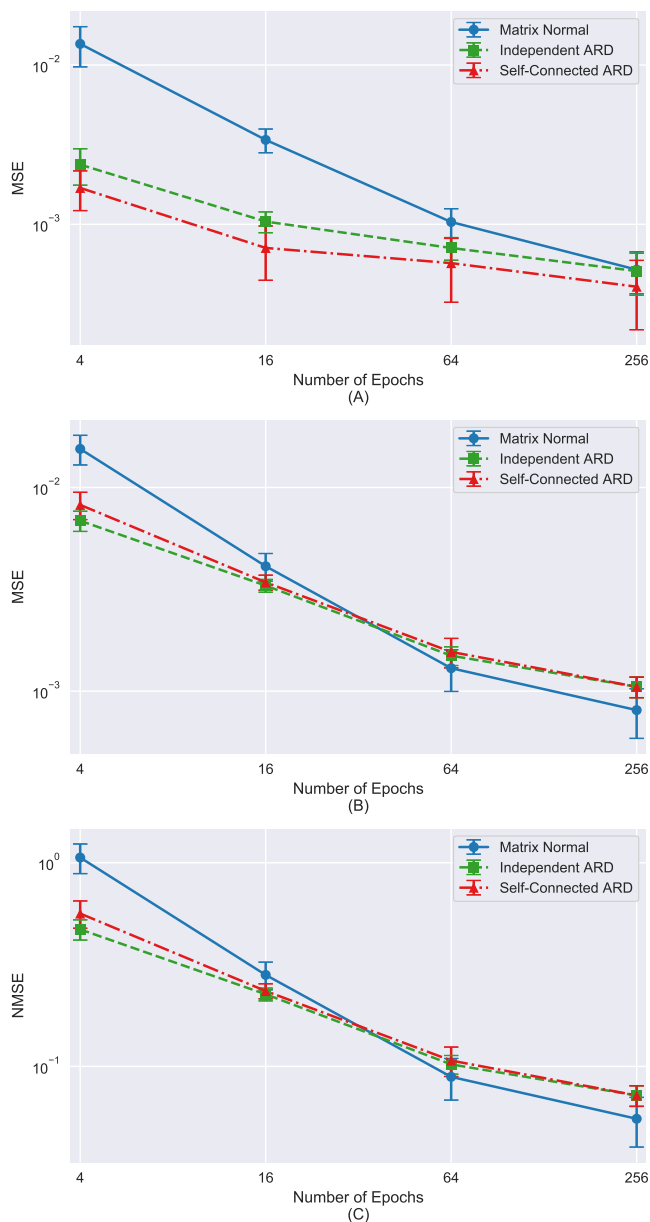 10⁻²
10⁻³
MSE
Matrix Normal
Independent ARD
Self-Connected ARD
4 16 64 256
Number of Epochs
(A)
10⁻²
10⁻³
MSE
Matrix Normal
Independent ARD
Self-Connected ARD
4 16 64 256
Number of Epochs
(B)
10⁰
10⁻¹
NMSE
Matrix Normal
Independent ARD
Self-Connected ARD
4 16 64 256
Number of Epochs
(C)